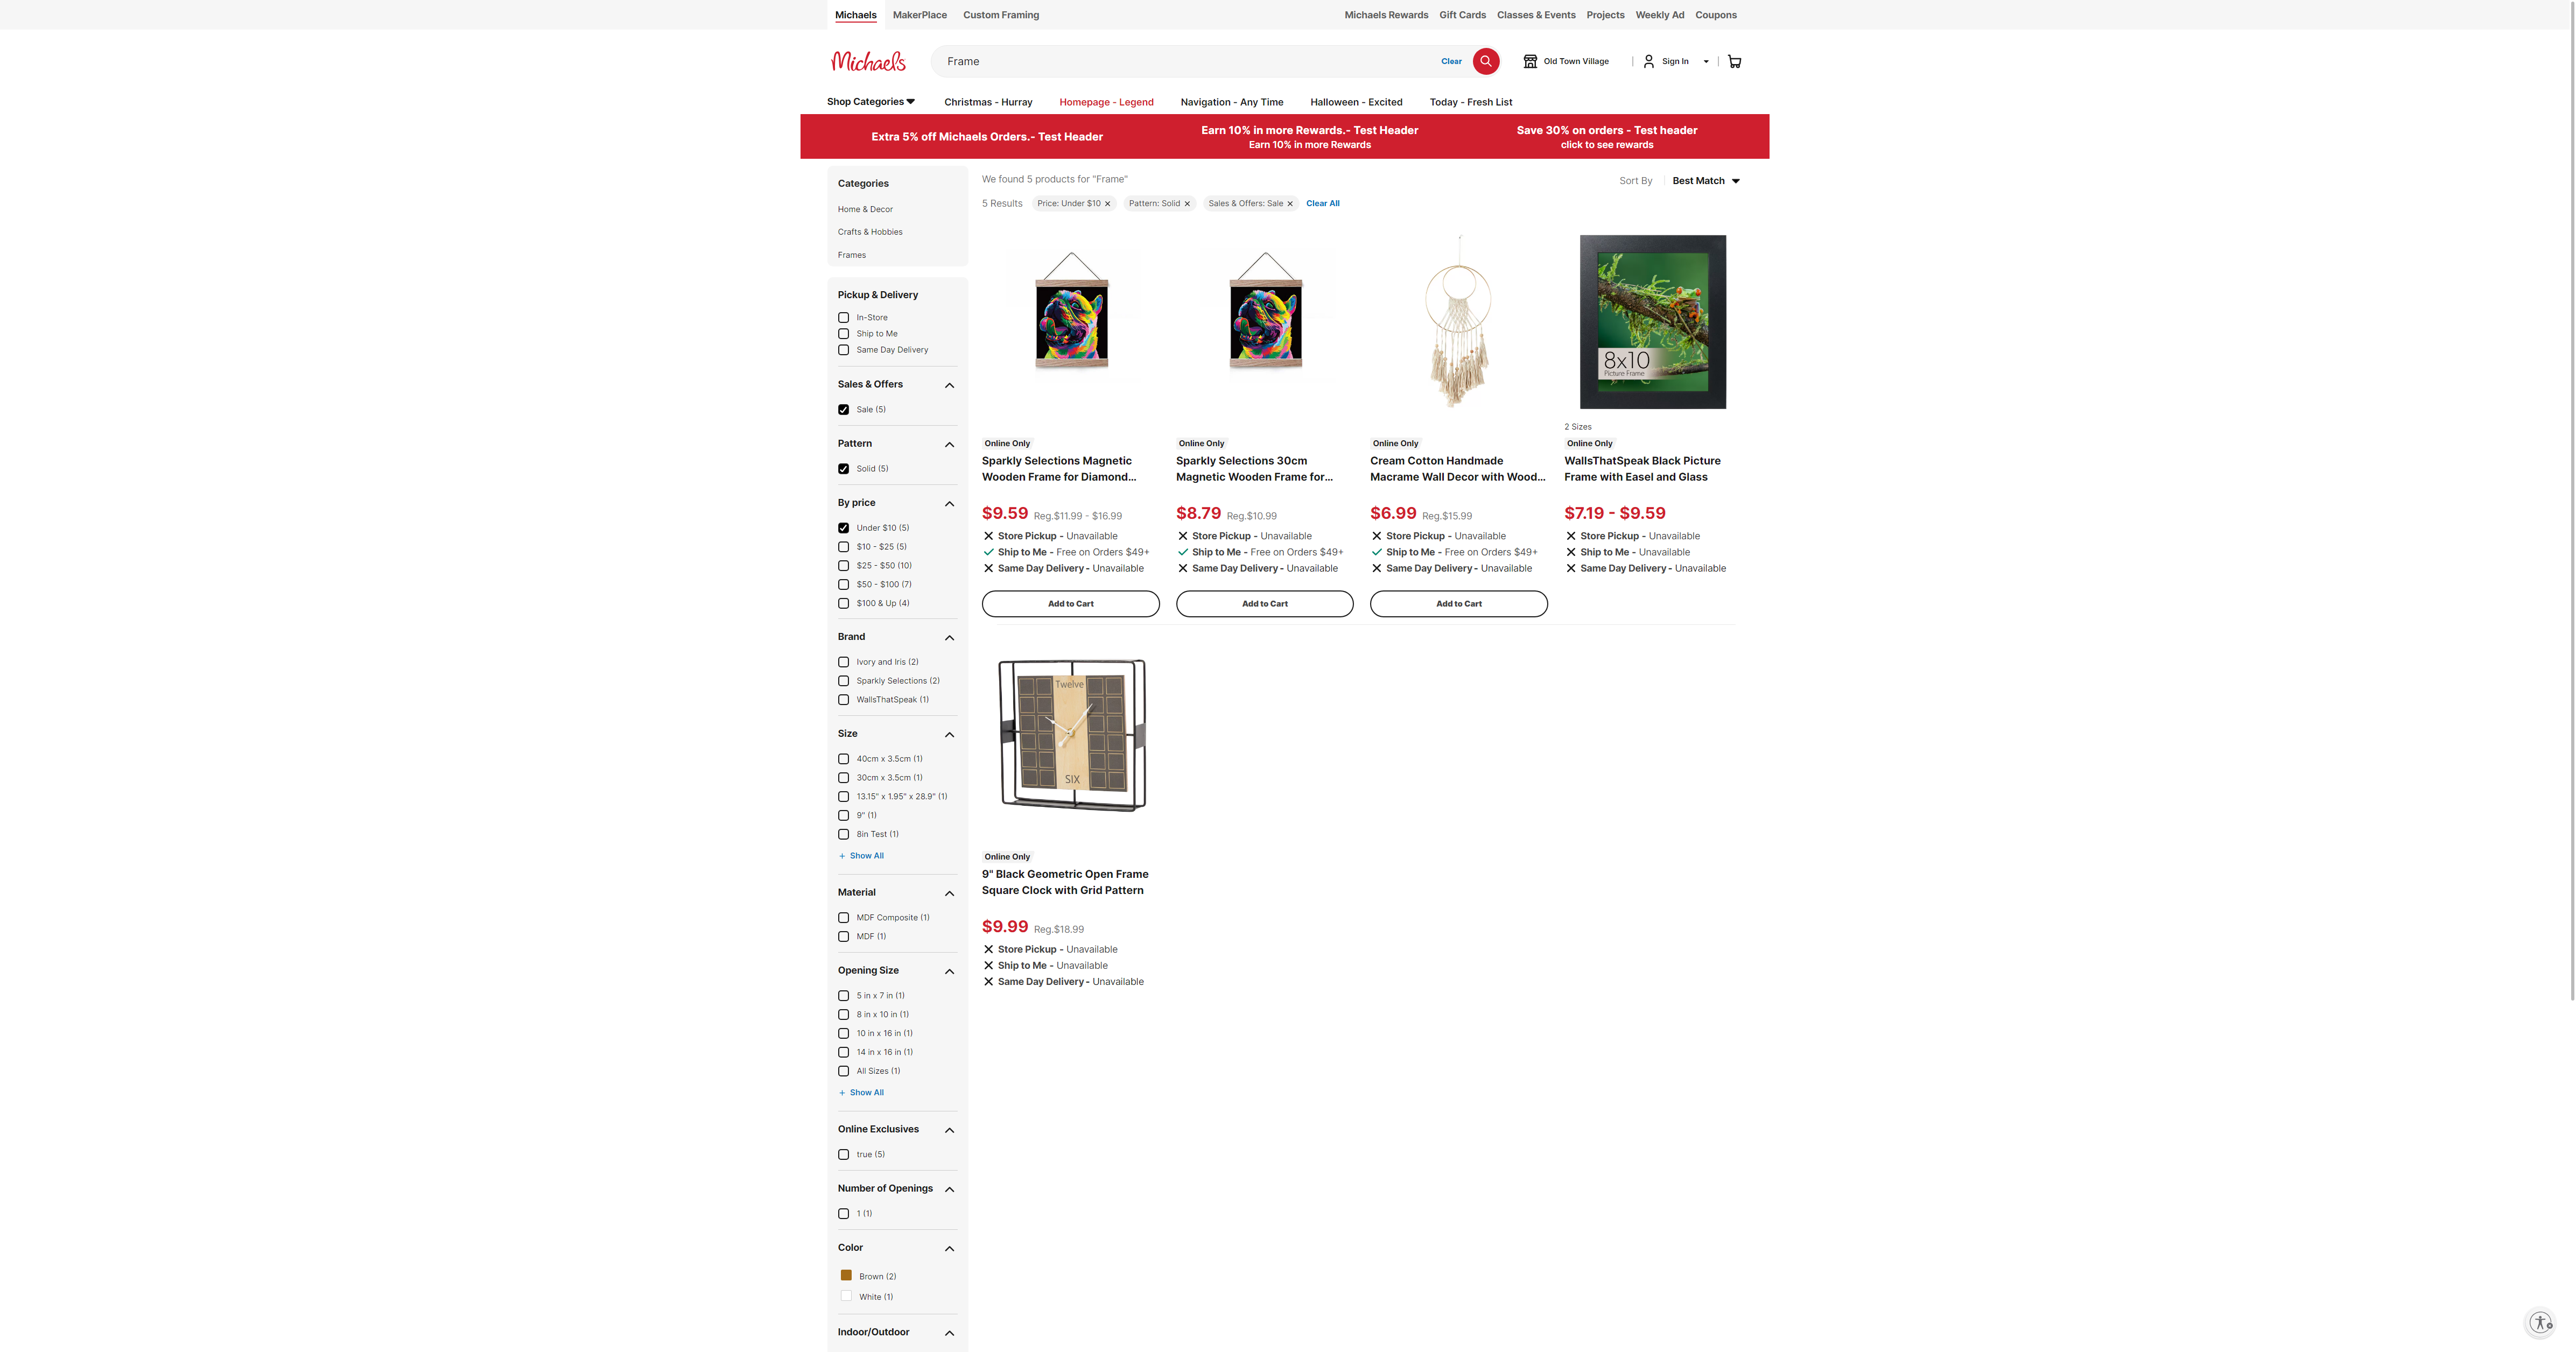 Michaels
MakerPlace
Custom Framing
Michaels Rewards
Gift Cards
Classes & Events
Projects
Weekly Ad
Coupons
Michaels
Frame
Clear
Old Town Village
Sign In
Shop Categories
Christmas - Hurray
Homepage - Legend
Navigation - Any Time
Halloween - Excited
Today - Fresh List
Extra 5% off Michaels Orders.- Test Header
Earn 10% in more Rewards.- Test Header
Earn 10% in more Rewards
Save 30% on orders - Test header
click to see rewards
Categories
Home & Decor
Crafts & Hobbies
Frames
Pickup & Delivery
In-Store
Ship to Me
Same Day Delivery
Sales & Offers
Sale (5)
Pattern
Solid (5)
By price
Under $10 (5)
$10 - $25 (5)
$25 - $50 (10)
$50 - $100 (7)
$100 & Up (4)
Brand
Ivory and Iris (2)
Sparkly Selections (2)
WallsThatSpeak (1)
Size
40cm x 3.5cm (1)
30cm x 3.5cm (1)
13.15" x 1.95" x 28.9" (1)
9" (1)
8in Test (1)
+ Show All
Material
MDF Composite (1)
MDF (1)
Opening Size
5 in x 7 in (1)
8 in x 10 in (1)
10 in x 16 in (1)
14 in x 16 in (1)
All Sizes (1)
+ Show All
Online Exclusives
true (5)
Number of Openings
1 (1)
Color
Brown (2)
White (1)
Indoor/Outdoor
We found 5 products for "Frame"
Sort By
Best Match
5 Results
Price: Under $10
Pattern: Solid
Sales & Offers: Sale
Clear All
Online Only
Sparkly Selections Magnetic
Wooden Frame for Diamond...
$9.59 Reg.$11.99 - $16.99
Store Pickup - Unavailable
Ship to Me - Free on Orders $49+
Same Day Delivery - Unavailable
Add to Cart
Online Only
Sparkly Selections 30cm
Magnetic Wooden Frame for...
$8.79 Reg.$10.99
Store Pickup - Unavailable
Ship to Me - Free on Orders $49+
Same Day Delivery - Unavailable
Add to Cart
Online Only
Cream Cotton Handmade
Macrame Wall Decor with Wood...
$6.99 Reg.$15.99
Store Pickup - Unavailable
Ship to Me - Free on Orders $49+
Same Day Delivery - Unavailable
Add to Cart
8x10
Picture Frame
2 Sizes
Online Only
WallsThatSpeak Black Picture
Frame with Easel and Glass
$7.19 - $9.59
Store Pickup - Unavailable
Ship to Me - Unavailable
Same Day Delivery - Unavailable
Twelve
SIX
Online Only
9" Black Geometric Open Frame
Square Clock with Grid Pattern
$9.99 Reg.$18.99
Store Pickup - Unavailable
Ship to Me - Unavailable
Same Day Delivery - Unavailable